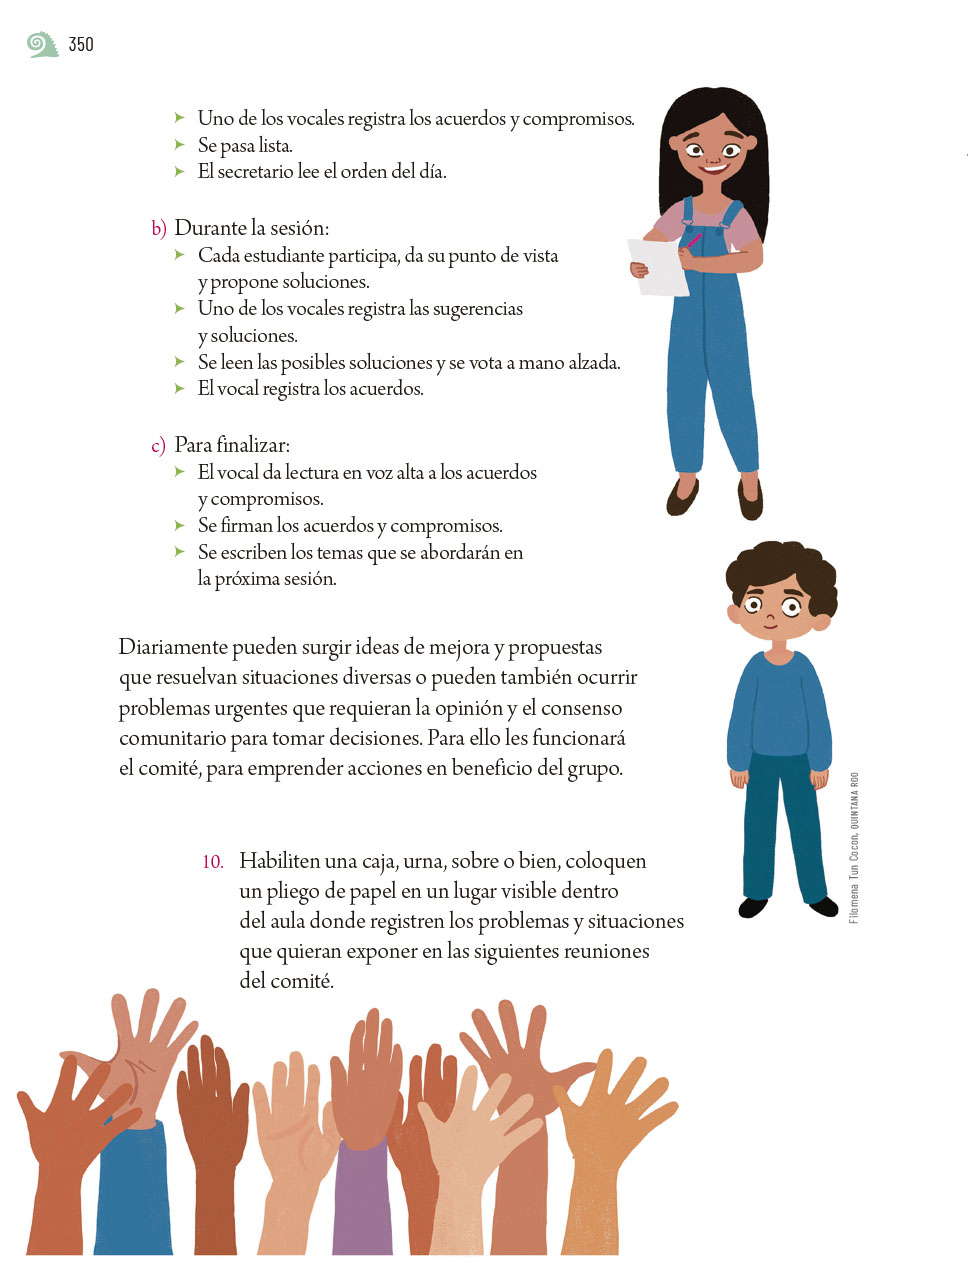 350
➤ Uno de los vocales registra los acuerdos y compromisos.
➤ Se pasa lista.
➤ El secretario lee el orden del día.
b) Durante la sesión:
➤ Cada estudiante participa, da su punto de vista
y propone soluciones.
➤ Uno de los vocales registra las sugerencias
y soluciones.
➤ Se leen las posibles soluciones y se vota a mano alzada.
➤ El vocal registra los acuerdos.
c) Para finalizar:
➤ El vocal da lectura en voz alta a los acuerdos
y compromisos.
➤ Se firman los acuerdos y compromisos.
➤ Se escriben los temas que se abordarán en
la próxima sesión.
Diariamente pueden surgir ideas de mejora y propuestas
que resuelvan situaciones diversas o pueden también ocurrir
problemas urgentes que requieran la opinión y el consenso
comunitario para tomar decisiones. Para ello les funcionará
el comité, para emprender acciones en beneficio del grupo.
10. Habiliten una caja, urna, sobre o bien, coloquen
un pliego de papel en un lugar visible dentro
del aula donde registren los problemas y situaciones
que quieran exponer en las siguientes reuniones
del comité.
Filomena Tun Cocon, QUINTANA ROO